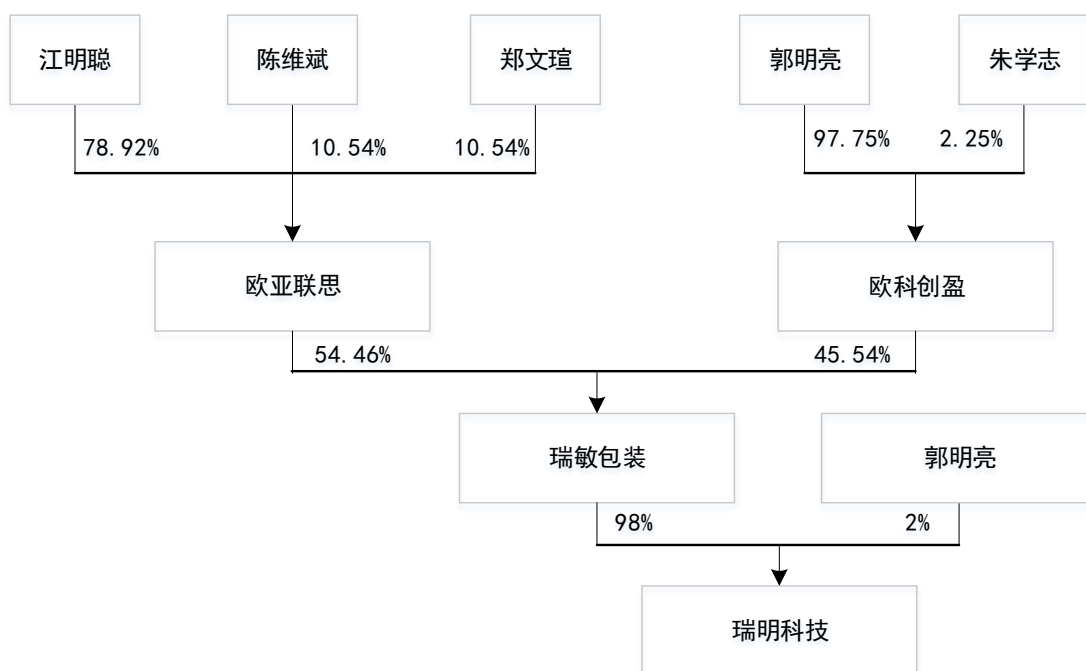 江明聪 陈维斌 郑文瑄 郭明亮 朱学志
78.92% 10.54% 10.54% 97.75% 2.25%
欧亚联思 欧科创盈
54.46% 45.54%
瑞敏包装 郭明亮
98% 2%
瑞明科技